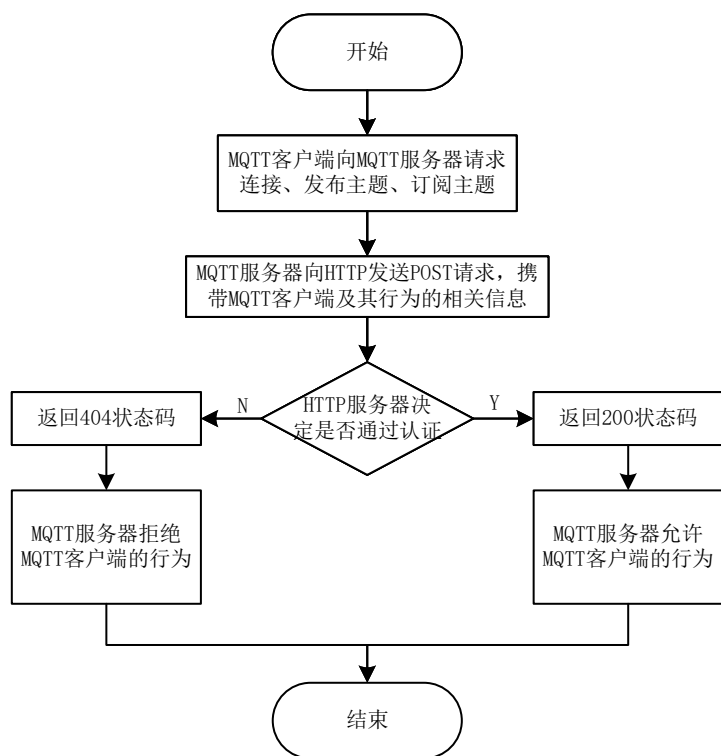 开始
MQTT客户端向MQTT服务器请求
连接、发布主题、订阅主题
MQTT服务器向HTTP发送POST请求，携
带MQTT客户端及其行为的相关信息
HTTP服务器决
定是否通过认证
N
Y
返回404状态码
返回200状态码
MQTT服务器拒绝
MQTT客户端的行为
MQTT服务器允许
MQTT客户端的行为
结束